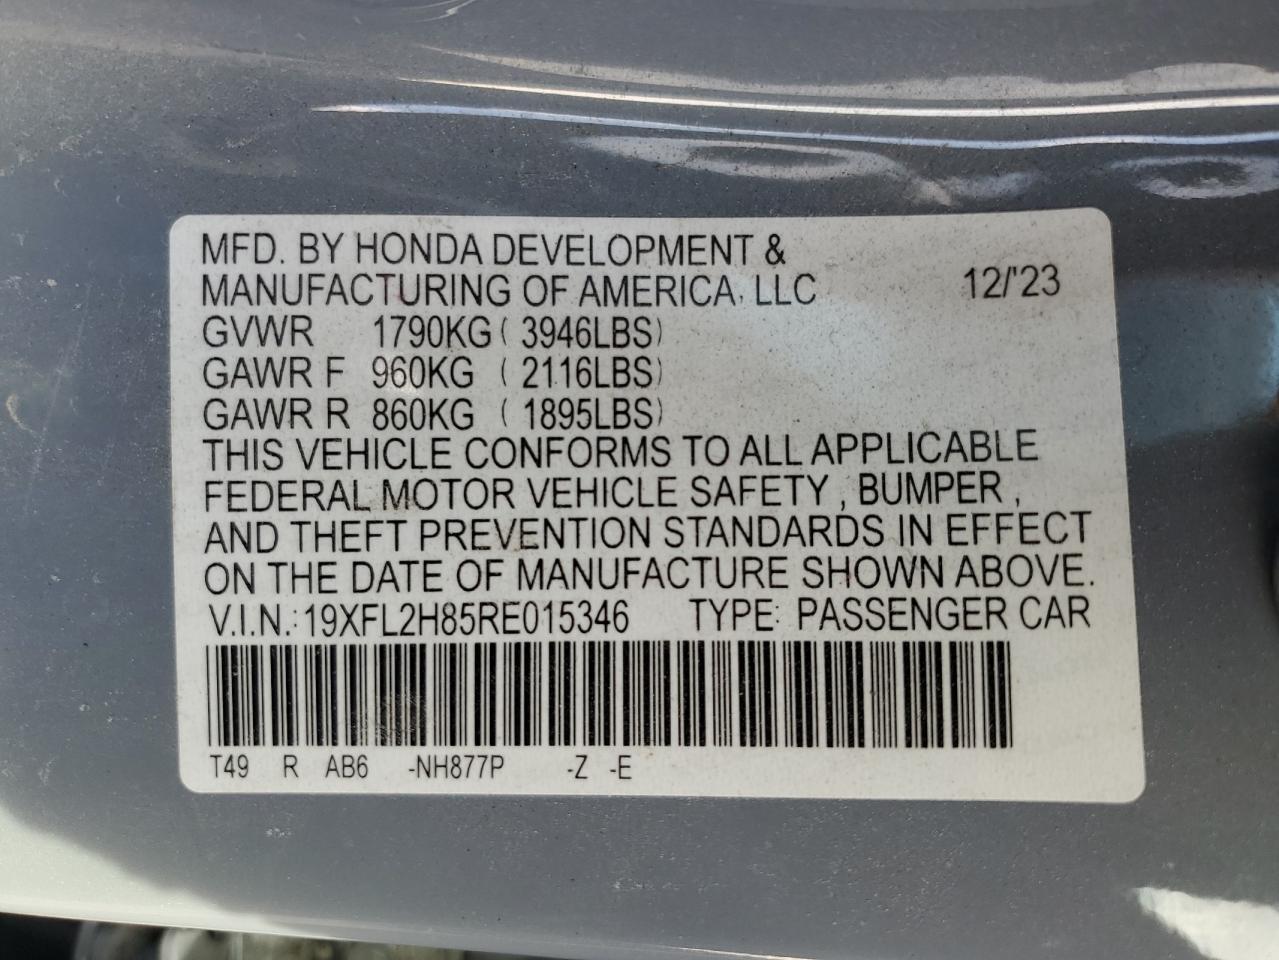 MFD. BY HONDA DEVELOPMENT &
MANUFACTURING OF AMERICA, LLC 12/'23
GVWR 1790KG ( 3946LBS)
GAWR F 960KG ( 2116LBS)
GAWR R 860KG ( 1895LBS)
THIS VEHICLE CONFORMS TO ALL APPLICABLE
FEDERAL MOTOR VEHICLE SAFETY , BUMPER ,
AND THEFT PREVENTION STANDARDS IN EFFECT
ON THE DATE OF MANUFACTURE SHOWN ABOVE.
V.I.N.: 19XFL2H85RE015346 TYPE: PASSENGER CAR
T49 R AB6 -NH877P -Z -E